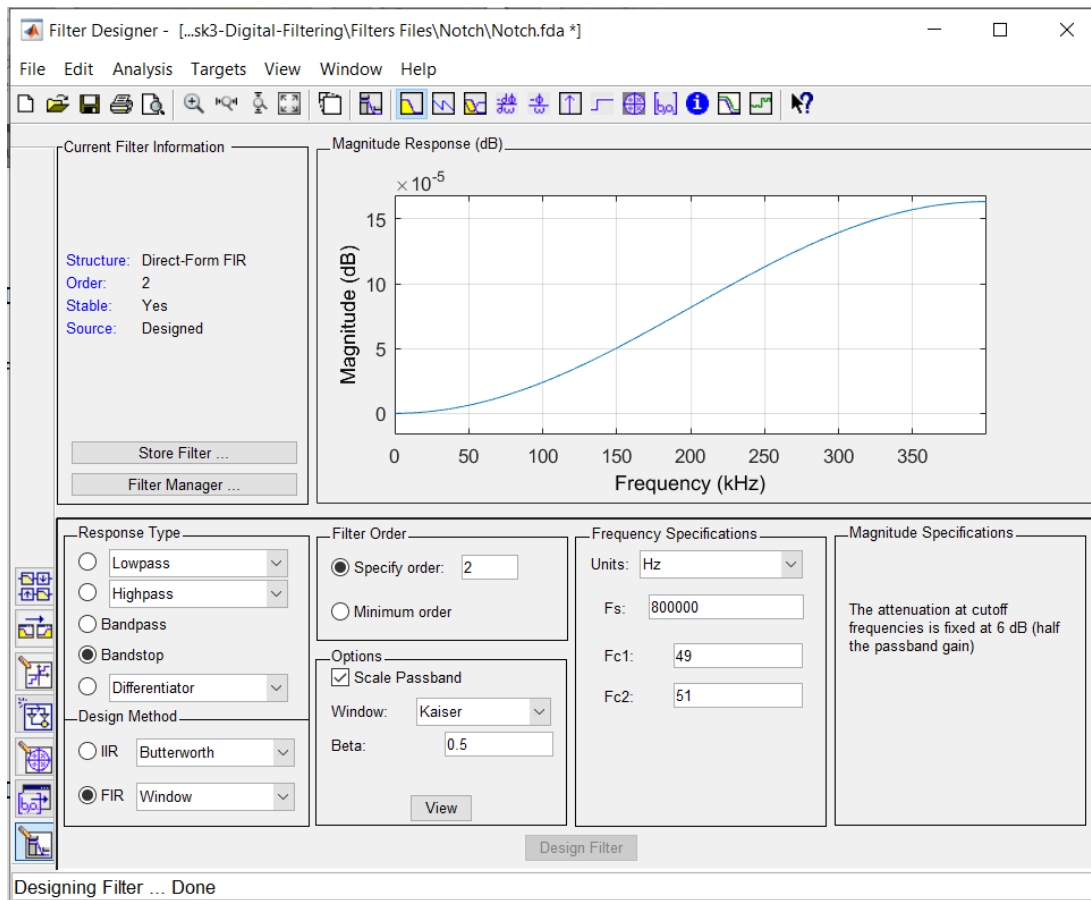 Filter Designer - [...sk3-Digital-Filtering\Filters Files\Notch\Notch.fda *]
File Edit Analysis Targets View Window Help
Current Filter Information
Structure: Direct-Form FIR
Order: 2
Stable: Yes
Source: Designed
Store Filter ...
Filter Manager ...
Magnitude Response (dB)
× 10-5
15
10
5
0
Magnitude (dB)
0 50 100 150 200 250 300 350
Frequency (kHz)
Response Type
Lowpass
Highpass
Bandpass
Bandstop
Differentiator
Design Method
IIR Butterworth
FIR Window
Filter Order
Specify order: 2
Minimum order
Options
Scale Passband
Window: Kaiser
Beta: 0.5
View
Frequency Specifications
Units: Hz
Fs: 800000
Fc1: 49
Fc2: 51
Magnitude Specifications
The attenuation at cutoff
frequencies is fixed at 6 dB (half
the passband gain)
Design Filter
Designing Filter ... Done